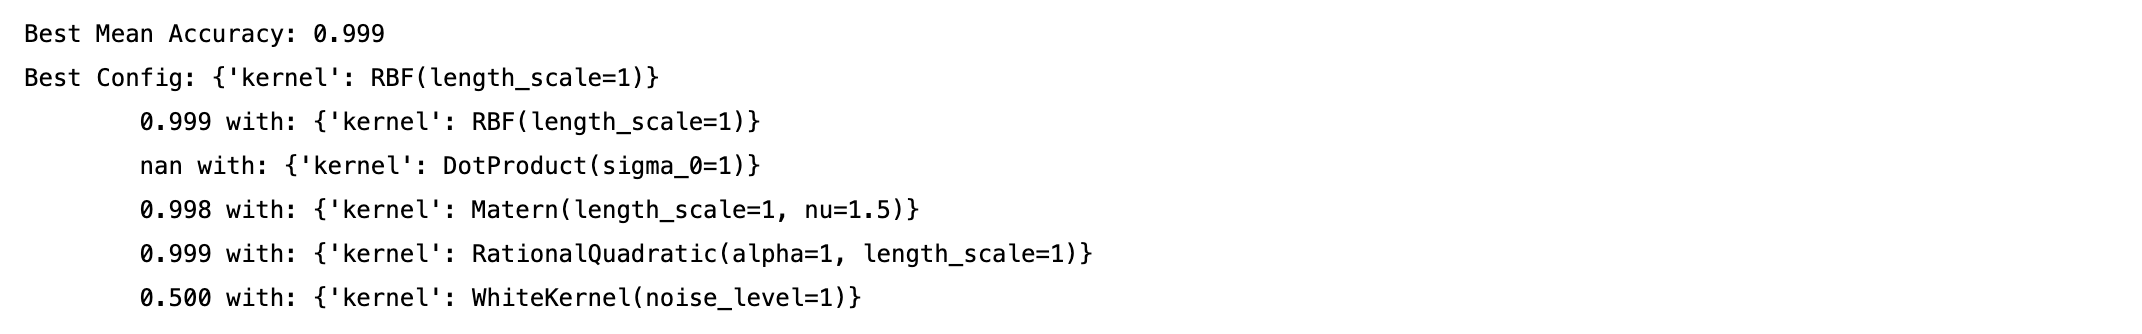 Best Mean Accuracy: 0.999
Best Config: {'kernel': RBF(length_scale=1)}
0.999 with: {'kernel': RBF(length_scale=1)}
nan with: {'kernel': DotProduct(sigma_0=1)}
0.998 with: {'kernel': Matern(length_scale=1, nu=1.5)}
0.999 with: {'kernel': RationalQuadratic(alpha=1, length_scale=1)}
0.500 with: {'kernel': WhiteKernel(noise_level=1)}